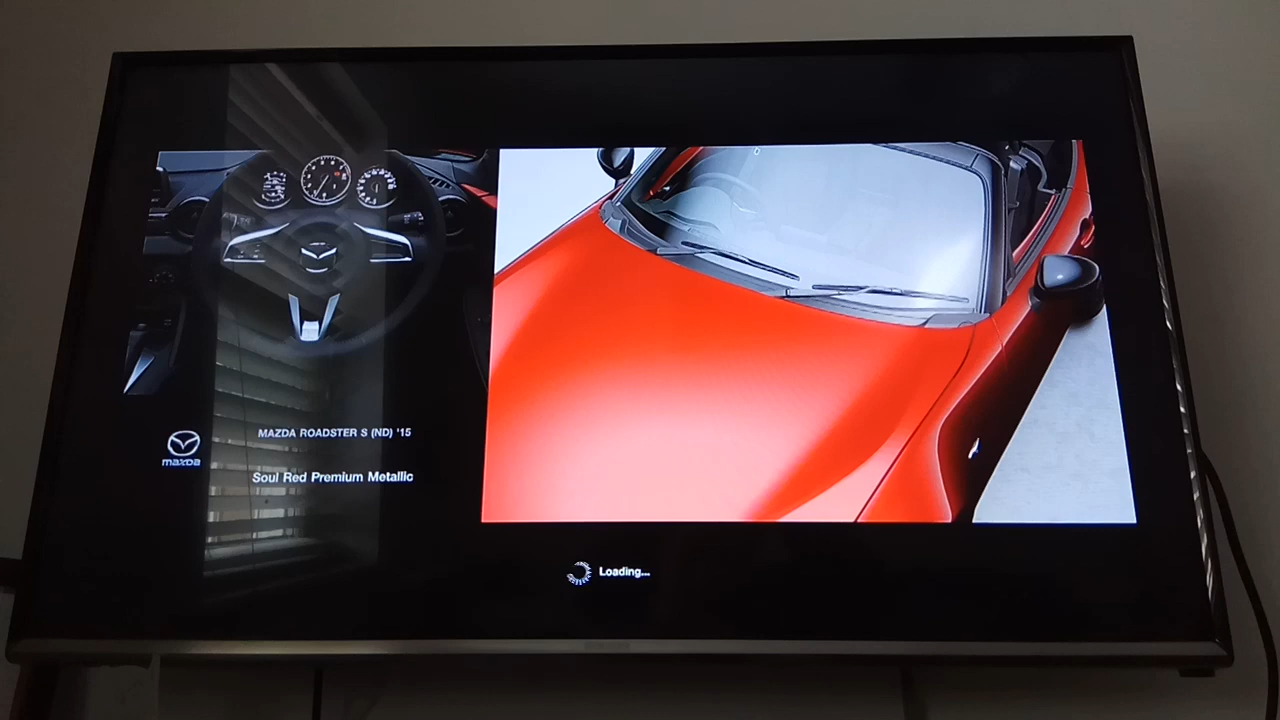 MAZDA ROADSTER S (ND) '15
mazda
Soul Red Premium Metallic
Loading...